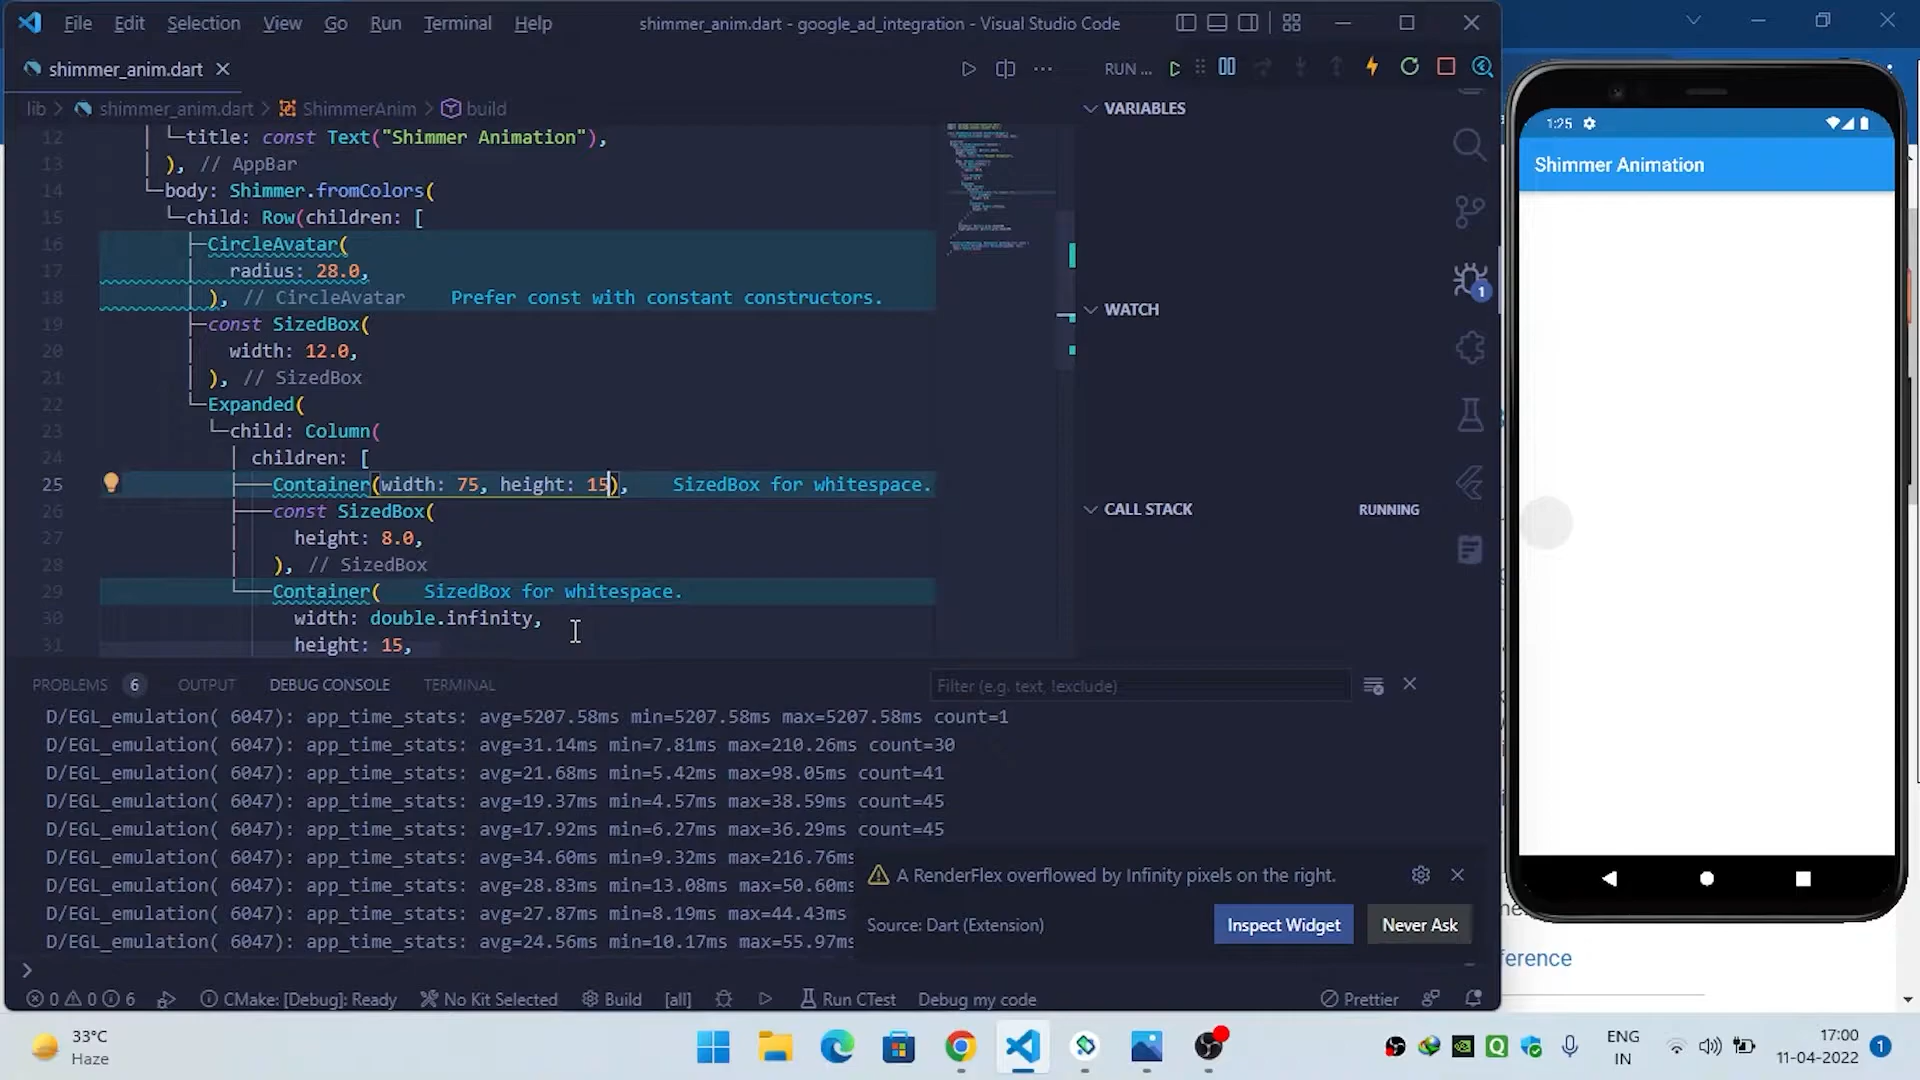 File Edit Selection View Go Run Terminal Help
shimmer_anim.dart - google_ad_integration - Visual Studio Code
shimmer_anim.dart
RUN ...
lib > shimmer_anim.dart > ShimmerAnim > build
12 title: const Text("Shimmer Animation"),
13 ), // AppBar
14 body: Shimmer.fromColors(
15 child: Row(children: [
16 CircleAvatar(
17 radius: 28.0,
18 ), // CircleAvatar Prefer const with constant constructors.
19 const SizedBox(
20 width: 12.0,
21 ), // SizedBox
22 Expanded(
23 child: Column(
24 children: [
25 Container(width: 75, height: 15), SizedBox for whitespace.
26 const SizedBox(
27 height: 8.0,
28 ), // SizedBox
29 Container( SizedBox for whitespace.
30 width: double.infinity,
31 height: 15,
VARIABLES
WATCH
CALL STACK RUNNING
1
PROBLEMS 6 OUTPUT DEBUG CONSOLE TERMINAL
Filter (e.g. text, !exclude)
D/EGL_emulation( 6047): app_time_stats: avg=5207.58ms min=5207.58ms max=5207.58ms count=1
D/EGL_emulation( 6047): app_time_stats: avg=31.14ms min=7.81ms max=210.26ms count=30
D/EGL_emulation( 6047): app_time_stats: avg=21.68ms min=5.42ms max=98.05ms count=41
D/EGL_emulation( 6047): app_time_stats: avg=19.37ms min=4.57ms max=38.59ms count=45
D/EGL_emulation( 6047): app_time_stats: avg=17.92ms min=6.27ms max=36.29ms count=45
D/EGL_emulation( 6047): app_time_stats: avg=34.60ms min=9.32ms max=216.76ms
D/EGL_emulation( 6047): app_time_stats: avg=28.83ms min=13.08ms max=50.60ms
D/EGL_emulation( 6047): app_time_stats: avg=27.87ms min=8.19ms max=44.43ms
D/EGL_emulation( 6047): app_time_stats: avg=24.56ms min=10.17ms max=55.97ms
A RenderFlex overflowed by Infinity pixels on the right.
Source: Dart (Extension)
Inspect Widget
Never Ask
0 0 6 CMake: [Debug]: Ready No Kit Selected Build [all] Run CTest Debug my code Prettier
1:25
Shimmer Animation
ference
33°C
Haze
ENG
IN
17:00
11-04-2022
1